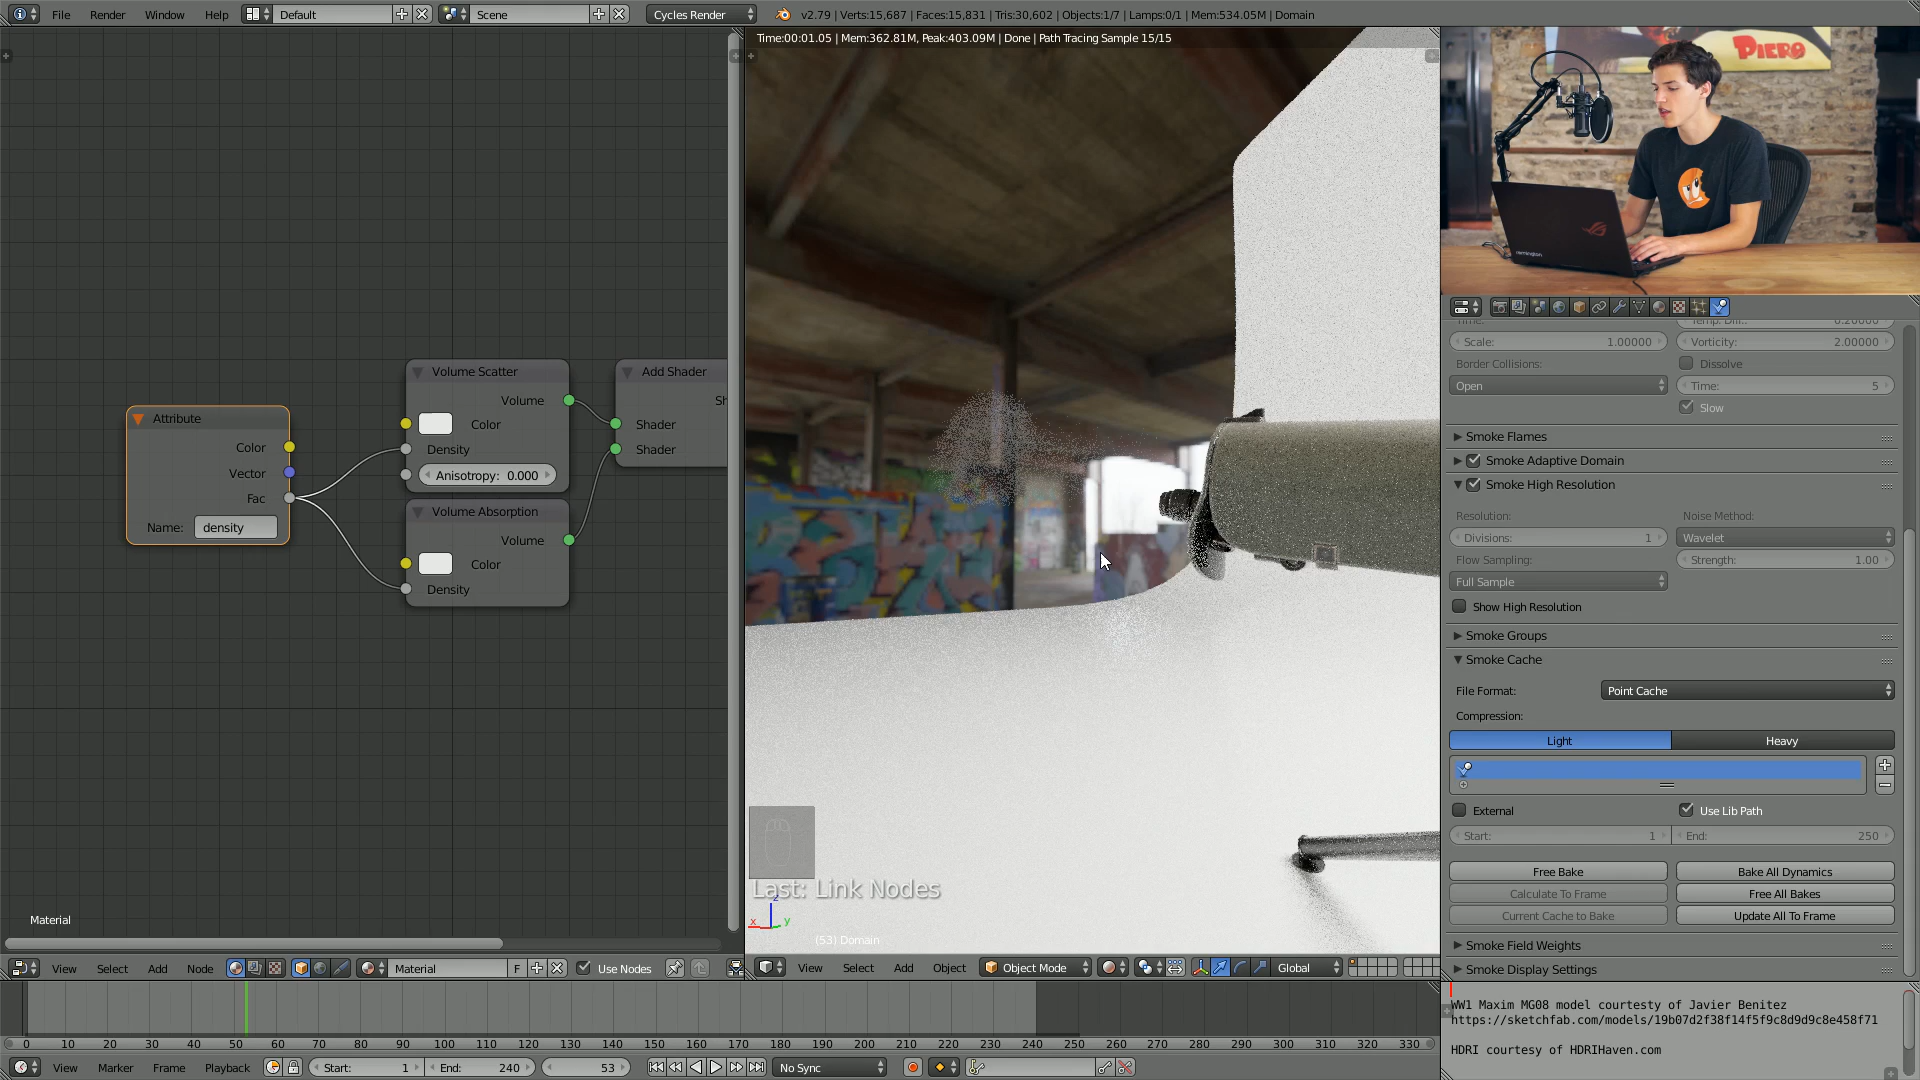 File Render Window Help Default Scene Cycles Render v2.79 | Verts:15,687 | Faces:15,831 | Tris:30,602 | Objects:1/7 | Lamps:0/1 | Mem:534.05M | Domain
Time:00:01.05 | Mem:362.81M, Peak:403.09M | Done | Path Tracing Sample 15/15
PIERO
remington
Attribute
Color
Vector
Fac
Name: density
Volume Scatter
Volume
Color
Density
Anisotropy: 0.000
Volume Absorption
Volume
Color
Density
Add Shader
Sh
Shader
Shader
Material
Last: Link Nodes
z
x y
(53) Domain
Scale: 1.00000 Vorticity: 2.00000
Border Collisions: Dissolve
Open Time: 5
Slow
Smoke Flames
Smoke Adaptive Domain
Smoke High Resolution
Resolution: Noise Method:
Divisions: 1 Wavelet
Flow Sampling: Strength: 1.00
Full Sample
Show High Resolution
Smoke Groups
Smoke Cache
File Format: Point Cache
Compression:
Light Heavy
External Use Lib Path
Start: 1 End: 250
Free Bake Bake All Dynamics
Calculate To Frame Free All Bakes
Current Cache to Bake Update All To Frame
Smoke Field Weights
Smoke Display Settings
View Select Add Node Material F Use Nodes
View Select Add Object Object Mode Global
WW1 Maxim MG08 model courtesty of Javier Benitez
https://sketchfab.com/models/19b07d2f38f14f5f9c8d9d9c8e458f71
HDRI courtesy of HDRIHaven.com
0 10 20 30 40 50 60 70 80 90 100 110 120 130 140 150 160 170 180 190 200 210 220 230 240 250 260 270 280 290 300 310 320 330
View Marker Frame Playback Start: 1 End: 240 53 No Sync